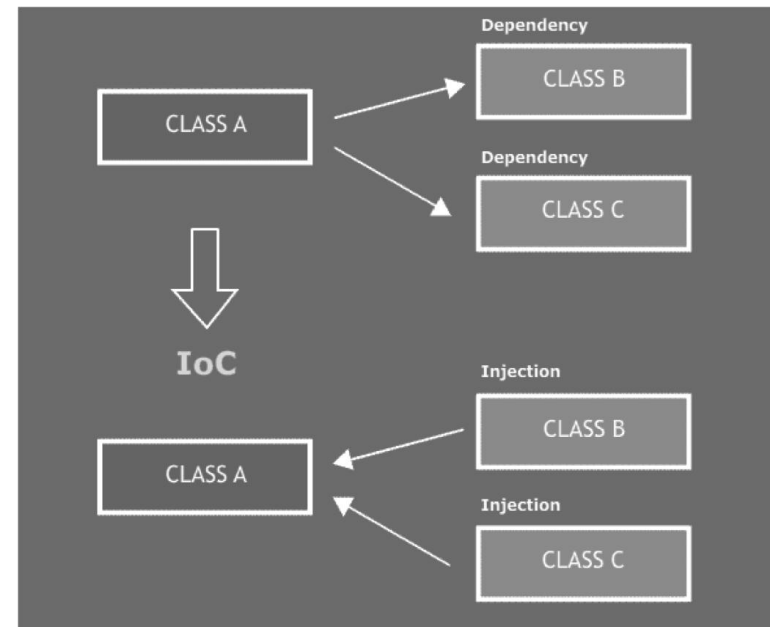 Dependency
CLASS B
CLASS A
Dependency
CLASS C
IoC
Injection
CLASS B
CLASS A
Injection
CLASS C